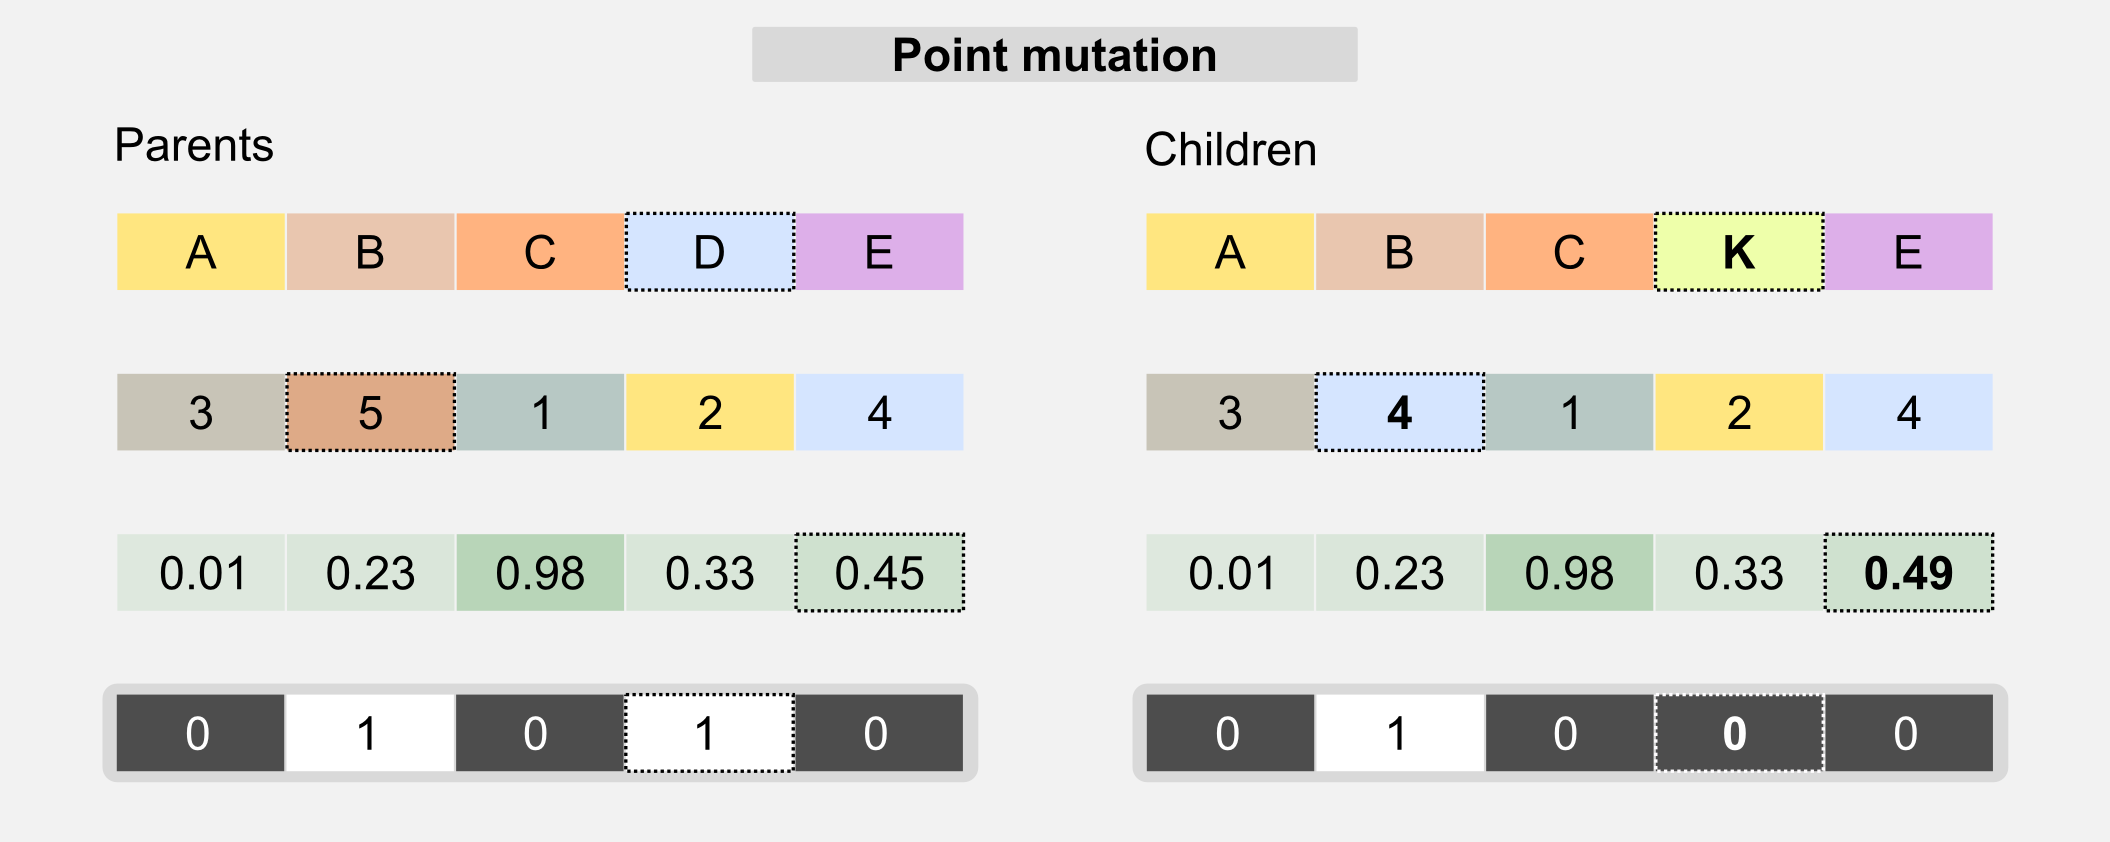 Point mutation
Parents
Children
A B C D E
A B C K E
3 5 1 2 4
3 4 1 2 4
0.01 0.23 0.98 0.33 0.45
0.01 0.23 0.98 0.33 0.49
0 1 0 1 0
0 1 0 0 0